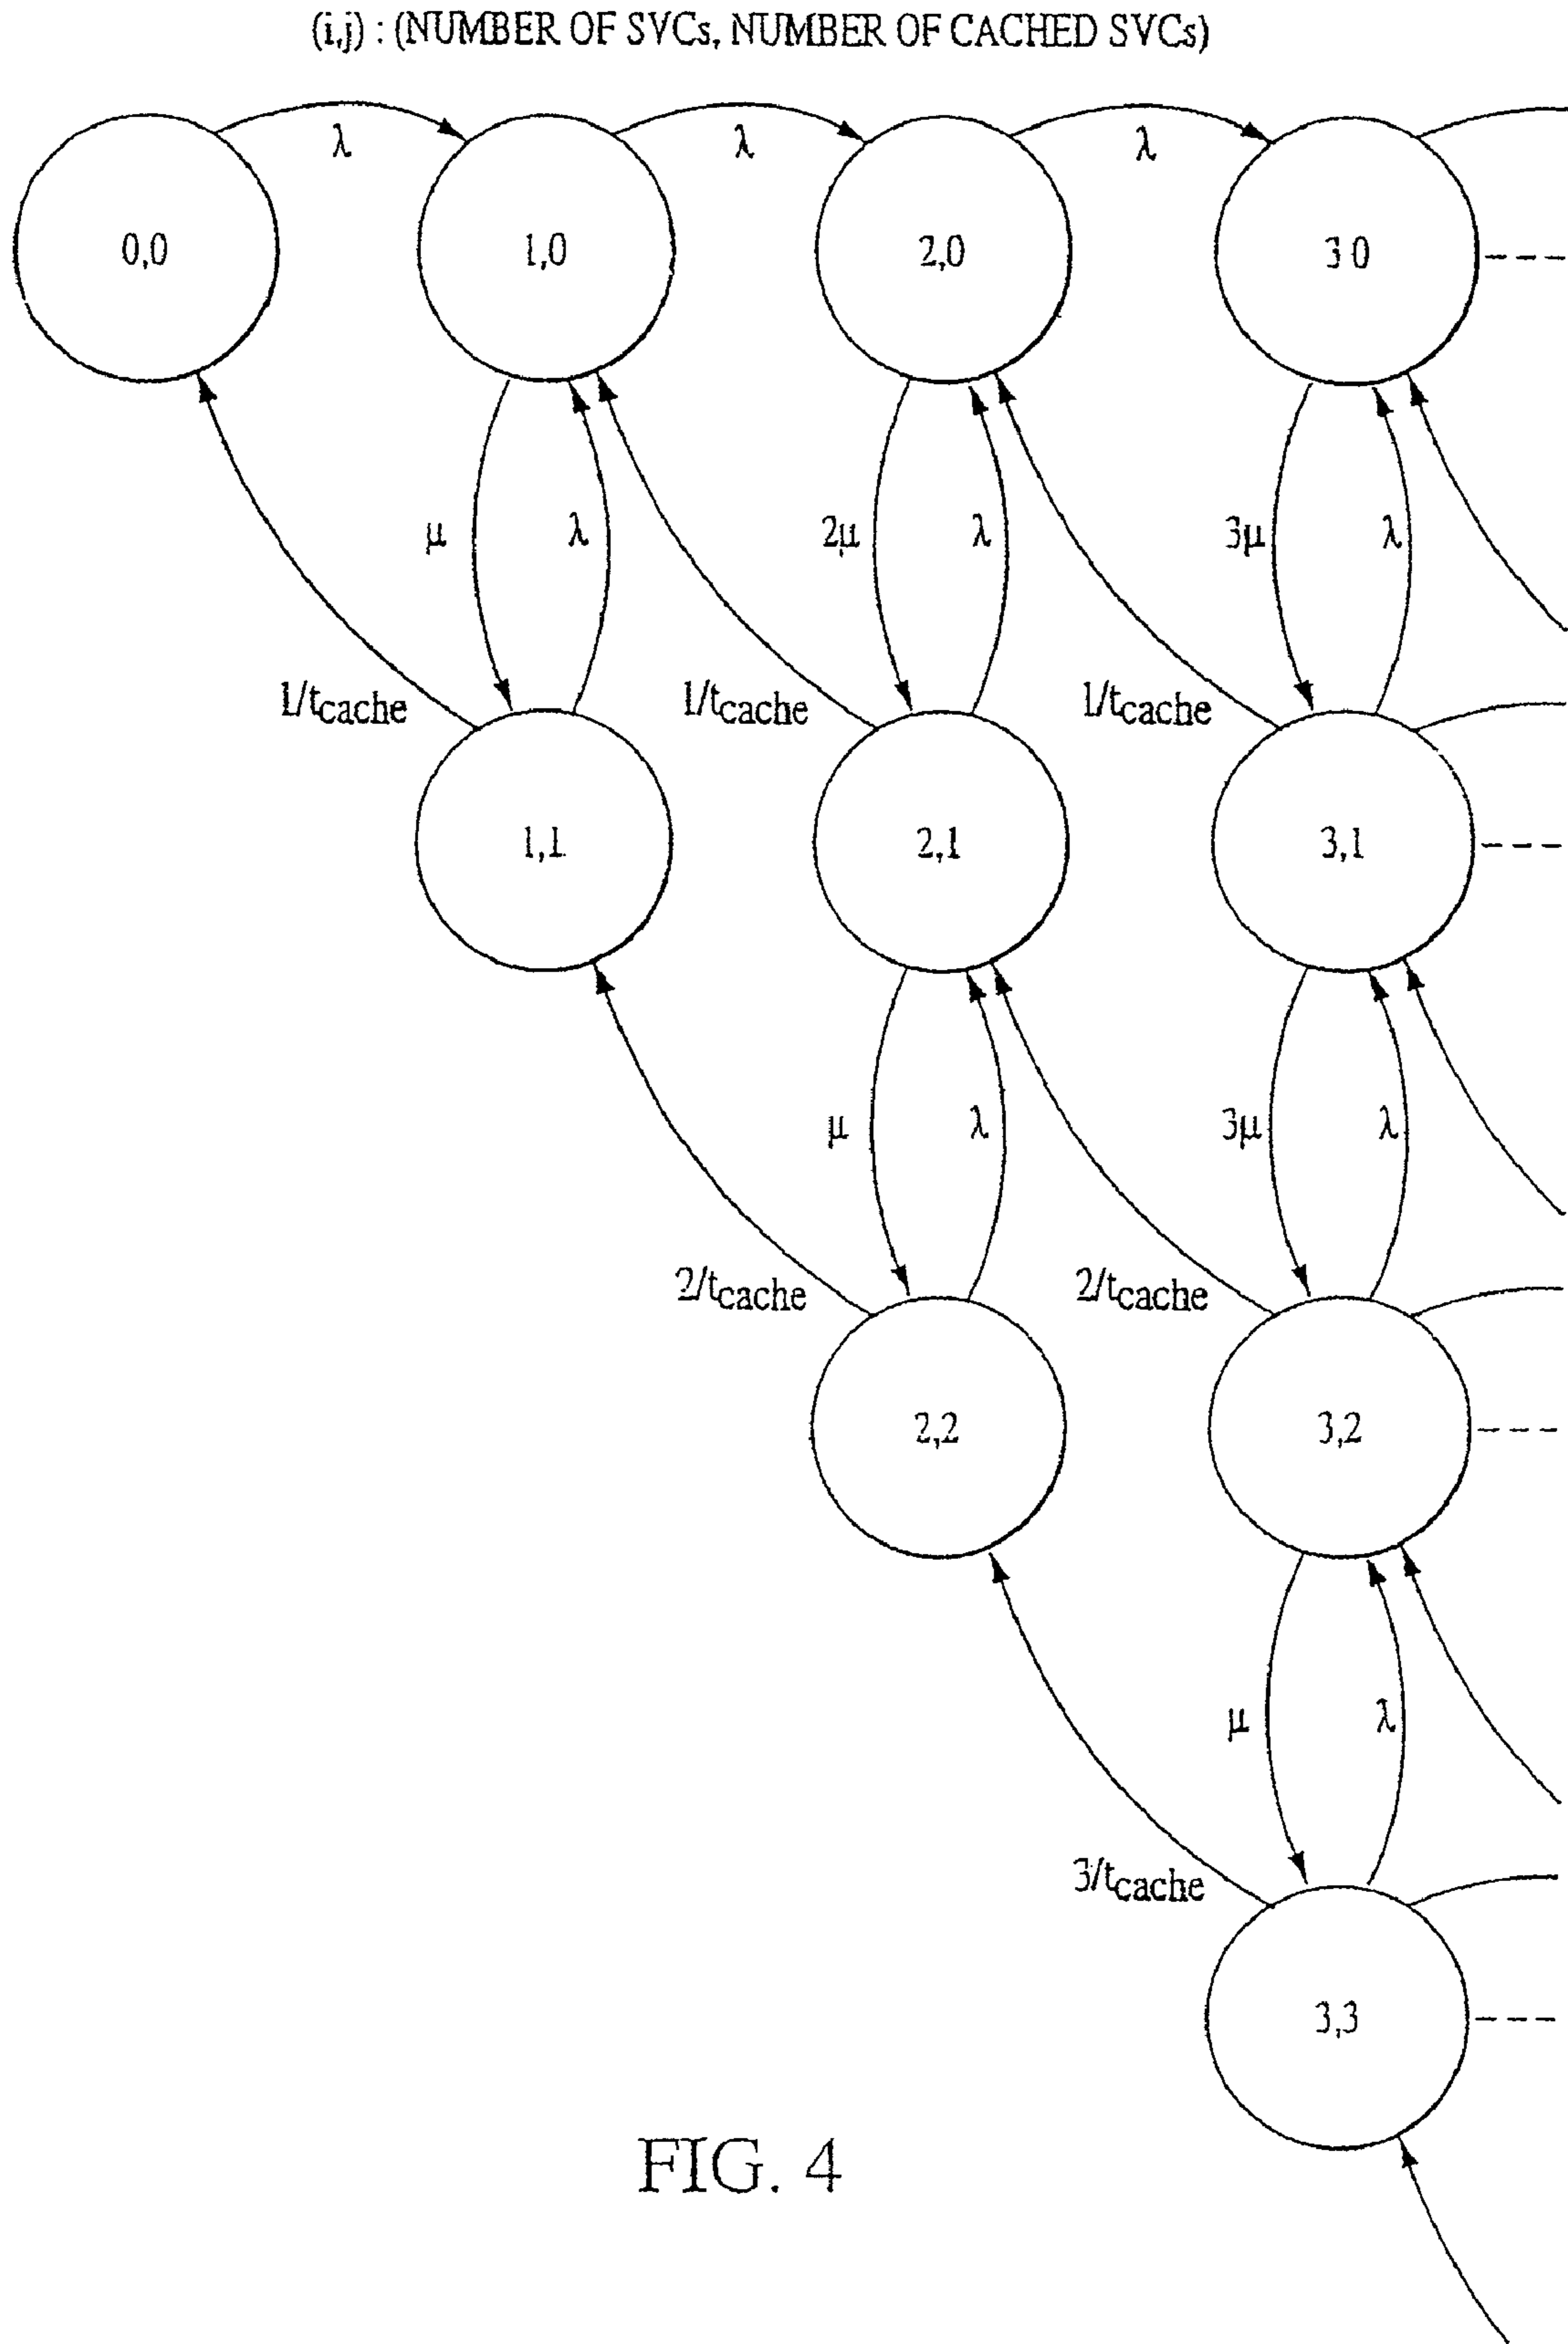 (i,j) : (NUMBER OF SVCs, NUMBER OF CACHED SVCs)
λ λ λ
0,0 1,0 2,0 3 0
μ λ 2μ λ 3μ λ
1/tcache 1/tcache 1/tcache
1,1 2,1 3,1
μ λ 3μ λ
2/tcache 2/tcache
2,2 3,2
μ λ
3/tcache
3,3
FIG. 4